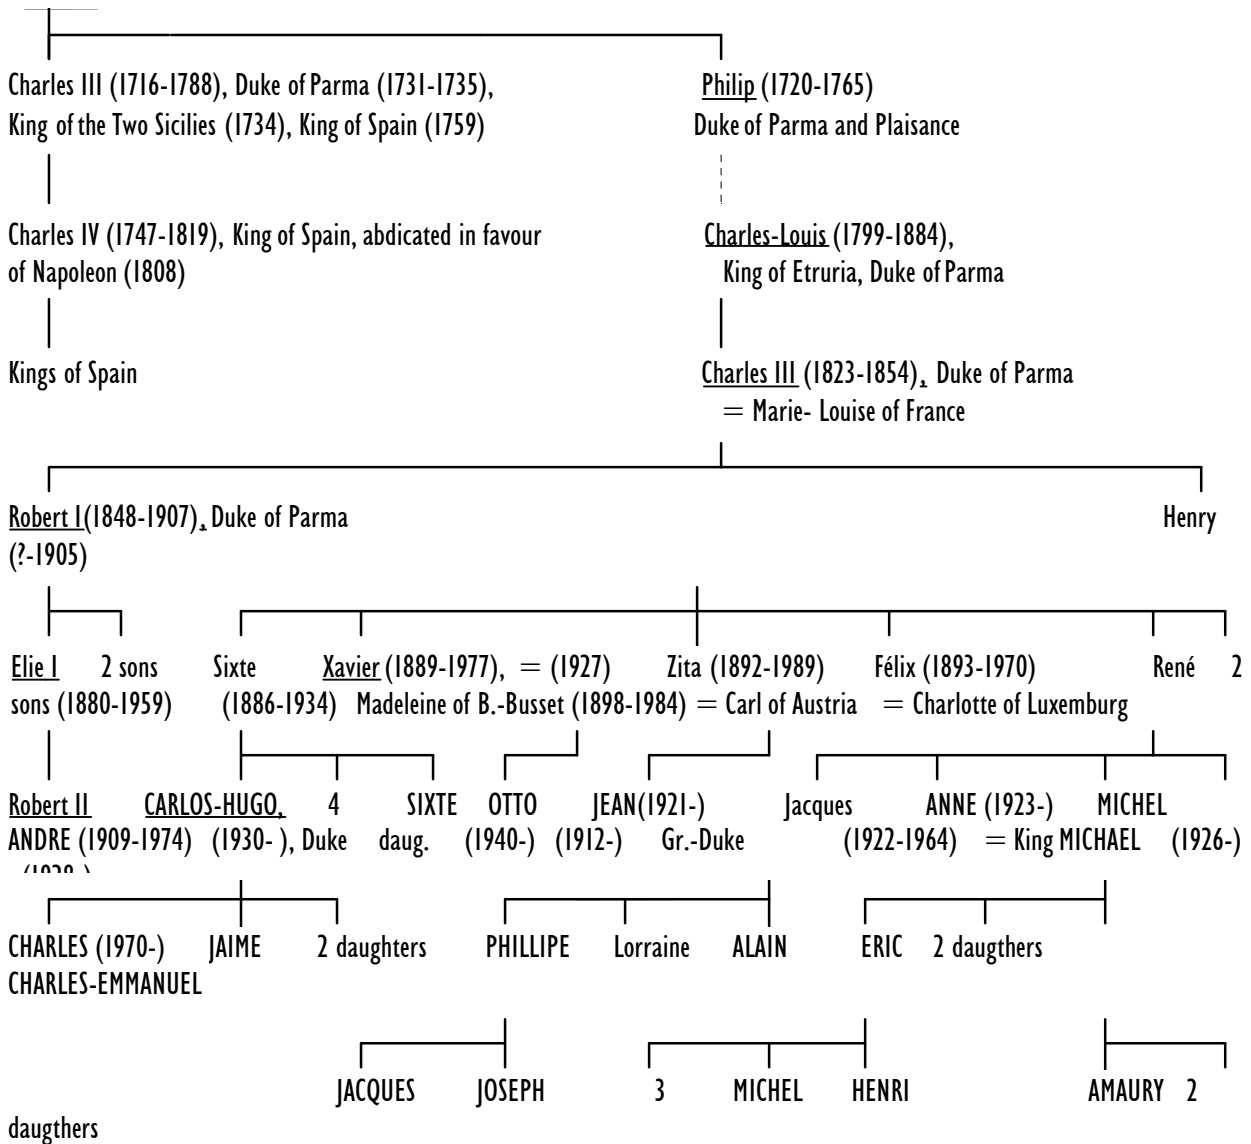 Charles III (1716-1788), Duke of Parma (1731-1735), Philip (1720-1765)
King of the Two Sicilies (1734), King of Spain (1759) Duke of Parma and Plaisance
Charles IV (1747-1819), King of Spain, abdicated in favour Charles-Louis (1799-1884),
of Napoleon (1808) King of Etruria, Duke of Parma
Kings of Spain Charles III (1823-1854), Duke of Parma
= Marie- Louise of France
Robert I(1848-1907), Duke of Parma Henry
(?-1905)
Elie I 2 sons Sixte Xavier (1889-1977), = (1927) Zita (1892-1989) Félix (1893-1970) René 2
sons (1880-1959) (1886-1934) Madeleine of B.-Busset (1898-1984) = Carl of Austria = Charlotte of Luxemburg
Robert II CARLOS-HUGO, 4 SIXTE OTTO JEAN(1921-) Jacques ANNE (1923-) MICHEL
ANDRE (1909-1974) (1930- ), Duke daug. (1940-) (1912-) Gr.-Duke (1922-1964) = King MICHAEL (1926-)
CHARLES (1970-) JAIME 2 daughters PHILLIPE Lorraine ALAIN ERIC 2 daugthers
CHARLES-EMMANUEL
JACQUES JOSEPH 3 MICHEL HENRI AMAURY 2
daugthers